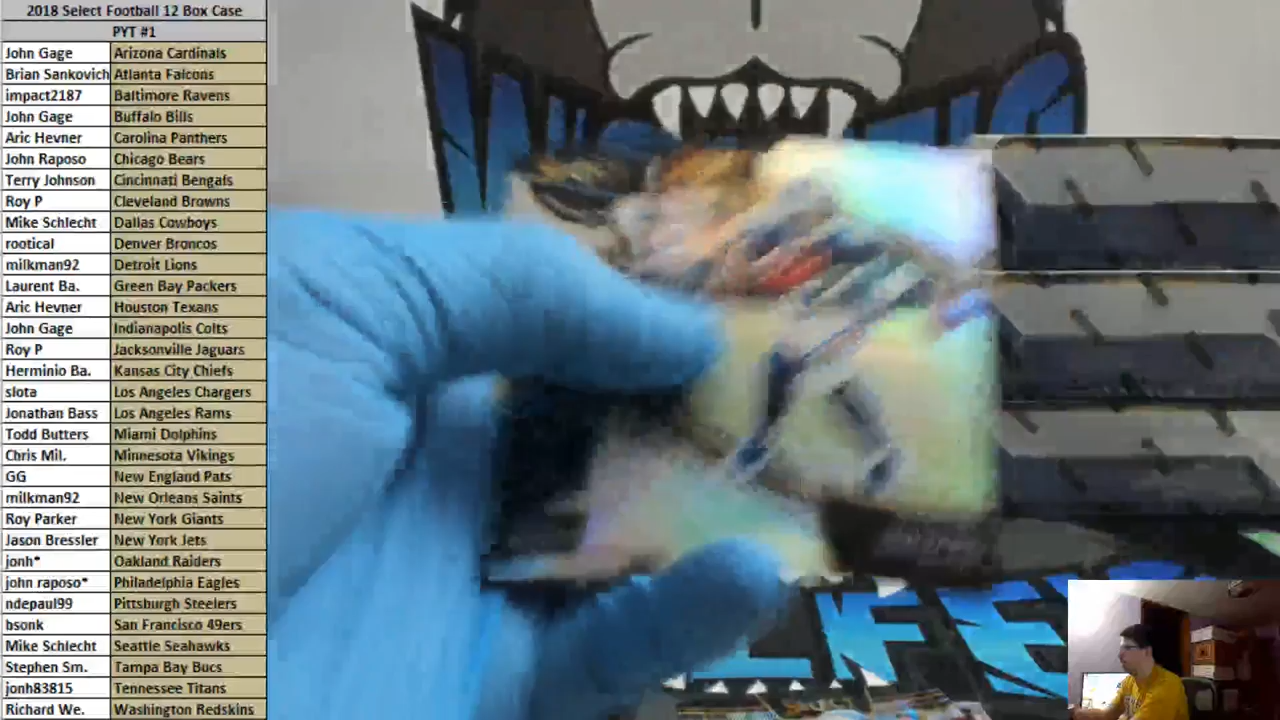 2018 Select Football 12 Box Case
PYT #1
John Gage Arizona Cardinals
Brian Sankovich Atlanta Falcons
impact2187 Baltimore Ravens
John Gage Buffalo Bills
Aric Hevner Carolina Panthers
John Raposo Chicago Bears
Terry Johnson Cincinnati Bengals
Roy P Cleveland Browns
Mike Schlecht Dallas Cowboys
rootical Denver Broncos
milkman92 Detroit Lions
Laurent Ba. Green Bay Packers
Aric Hevner Houston Texans
John Gage Indianapolis Colts
Roy P Jacksonville Jaguars
Herminio Ba. Kansas City Chiefs
slota Los Angeles Chargers
Jonathan Bass Los Angeles Rams
Todd Butters Miami Dolphins
Chris Mil. Minnesota Vikings
GG New England Pats
milkman92 New Orleans Saints
Roy Parker New York Giants
Jason Bressler New York Jets
jonh* Oakland Raiders
john raposo* Philadelphia Eagles
ndepaul99 Pittsburgh Steelers
bsonk San Francisco 49ers
Mike Schlecht Seattle Seahawks
Stephen Sm. Tampa Bay Bucs
jonh83815 Tennessee Titans
Richard We. Washington Redskins